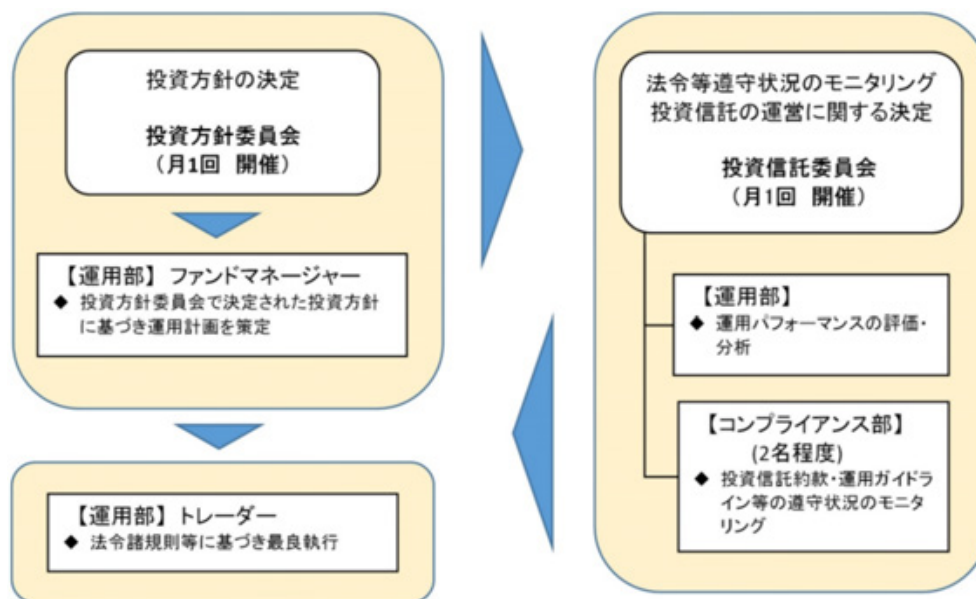 投資方針の決定
投資方針委員会
(月1回 開催)
【運用部】 ファンドマネージャー
◆ 投資方針委員会で決定された投資方針
に基づき運用計画を策定
【運用部】 トレーダー
◆ 法令諸規則等に基づき最良執行
法令等遵守状況のモニタリング
投資信託の運営に関する決定
投資信託委員会
(月1回 開催)
【運用部】
◆ 運用パフォーマンスの評価・
分析
【コンプライアンス部】
(2名程度)
◆ 投資信託約款・運用ガイドラ
イン等の遵守状況のモニタ
リング